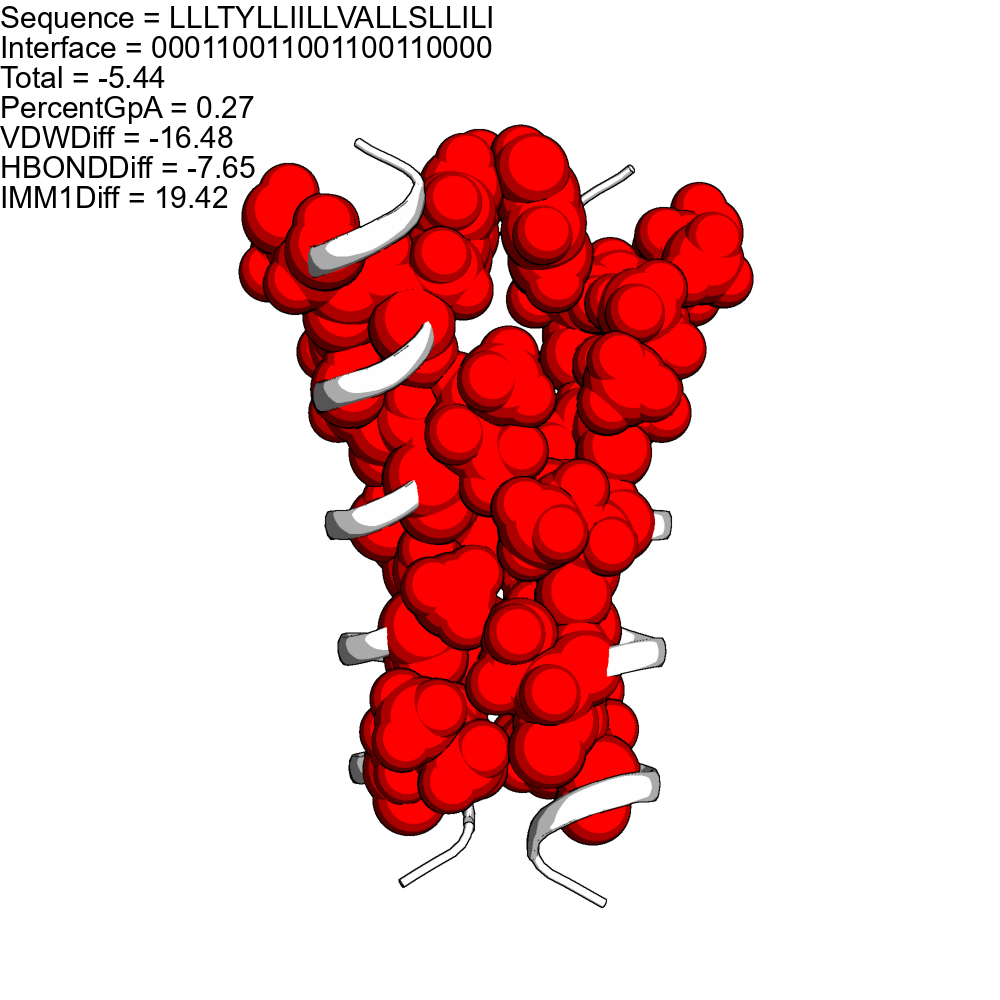 Sequence = LLLTYLLIILLVALLSLLILI
Interface = 000110011001100110000
Total = -5.44
PercentGpA = 0.27
VDWDiff = -16.48
HBONDDiff = -7.65
IMM1Diff = 19.42